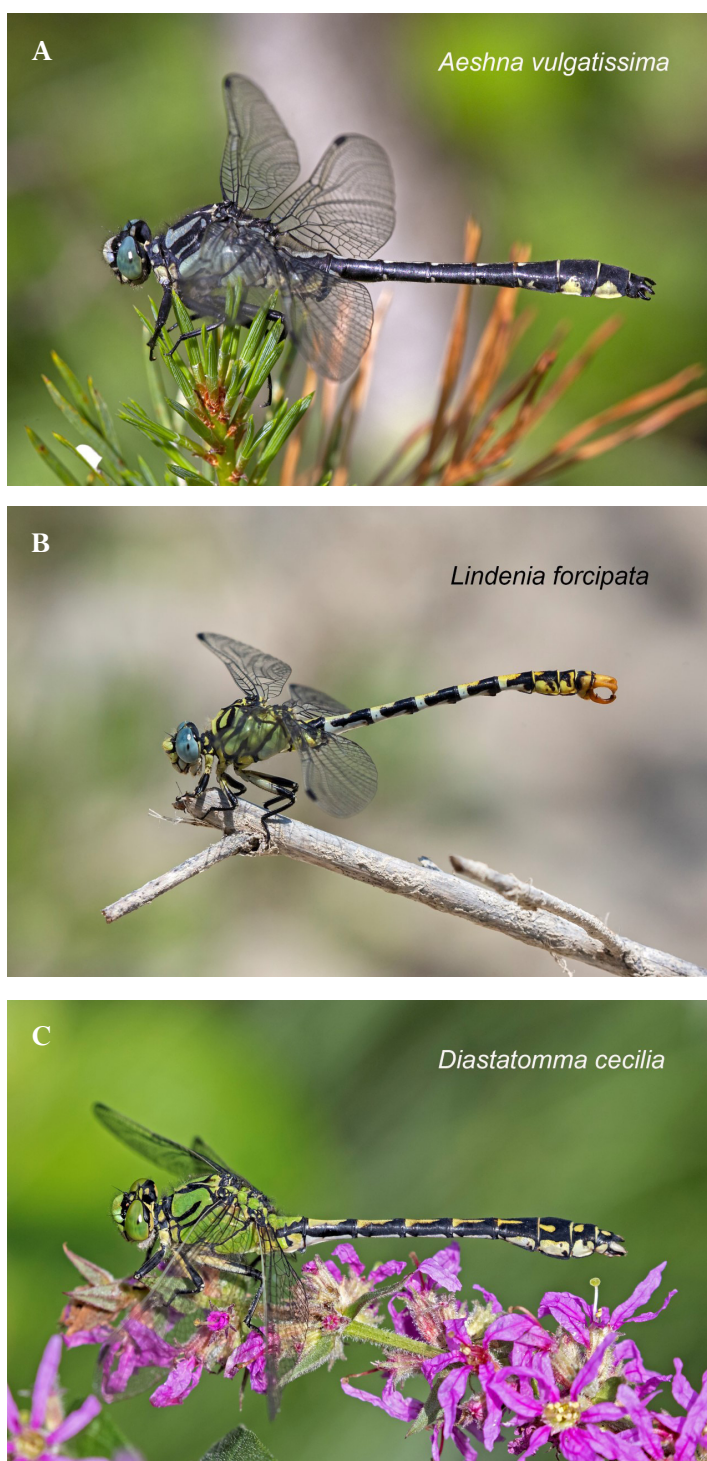 A
Aeshna vulgatissima
B
Lindenia forcipata
C
Diastatomma cecilia